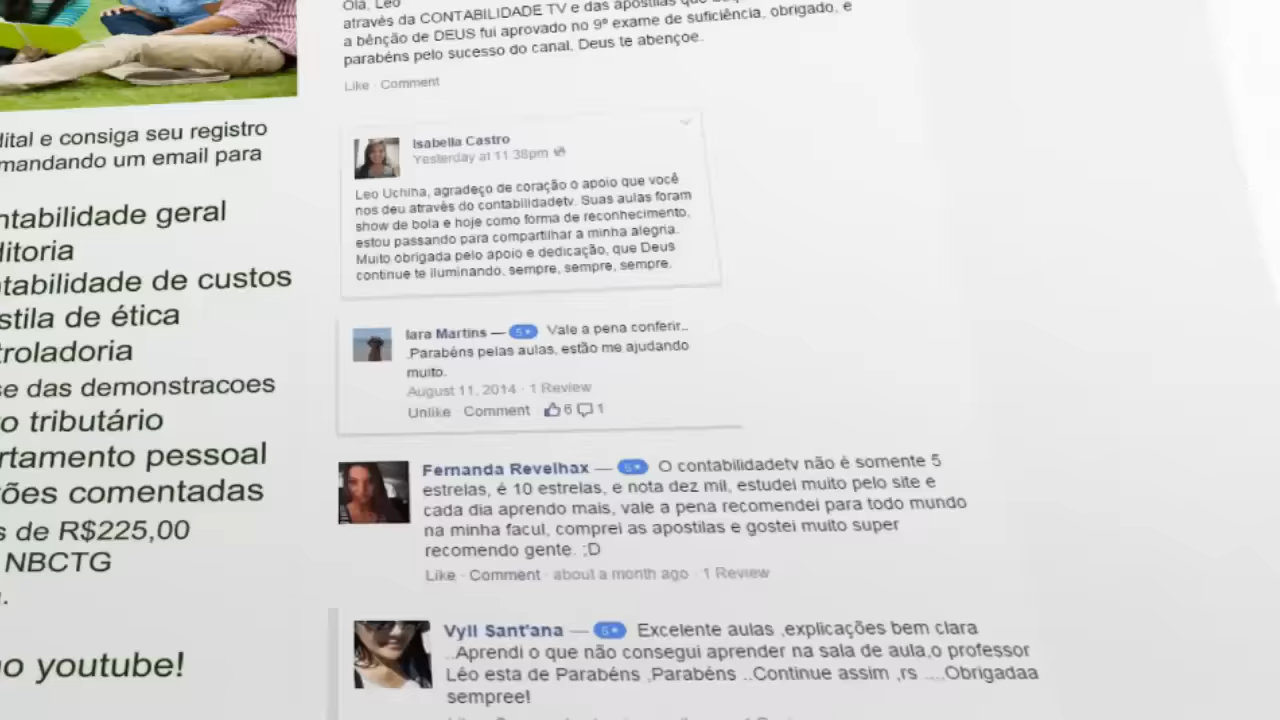 Olá, Leo
através da CONTABILIDADE TV e das apostilas que
a bênção de DEUS fui aprovado no 9º exame de suficiência, obrigado, e
parabéns pelo sucesso do canal, Deus te abençoe..
Like · Comment
Isabella Castro
Yesterday at 11:38pm
Leo Uchiha, agradeço de coração o apoio que você
nos deu através do contabilidadetv. Suas aulas foram
show de bola e hoje como forma de reconhecimento,
estou passando para compartilhar a minha alegria.
Muito obrigada pelo apoio e dedicação, que Deus
continue te iluminando, sempre, sempre, sempre.
Iara Martins — 5★ Vale a pena conferir...
.Parabéns pelas aulas, estão me ajudando
muito.
August 11, 2014 · 1 Review
Unlike · Comment 6 1
Fernanda Revelhax — 5★ O contabilidadetv não é somente 5
estrelas, é 10 estrelas, e nota dez mil, estudei muito pelo site e
cada dia aprendo mais, vale a pena recomendei para todo mundo
na minha facul, comprei as apostilas e gostei muito super
recomendo gente. ;D
Like · Comment · about a month ago · 1 Review
Vyll Sant'ana — 5★ Excelente aulas ,explicações bem clara
..Aprendi o que não consegui aprender na sala de aula,o professor
Léo esta de Parabéns ,Parabéns ..Continue assim ,rs ....Obrigadaa
sempree!
dital e consiga seu registro
mandando um email para
ntabilidade geral
ditoria
ntabilidade de custos
stila de ética
troladoria
se das demonstracoes
o tributário
rtamento pessoal
ões comentadas
s de R$225,00
NBCTG
o youtube!